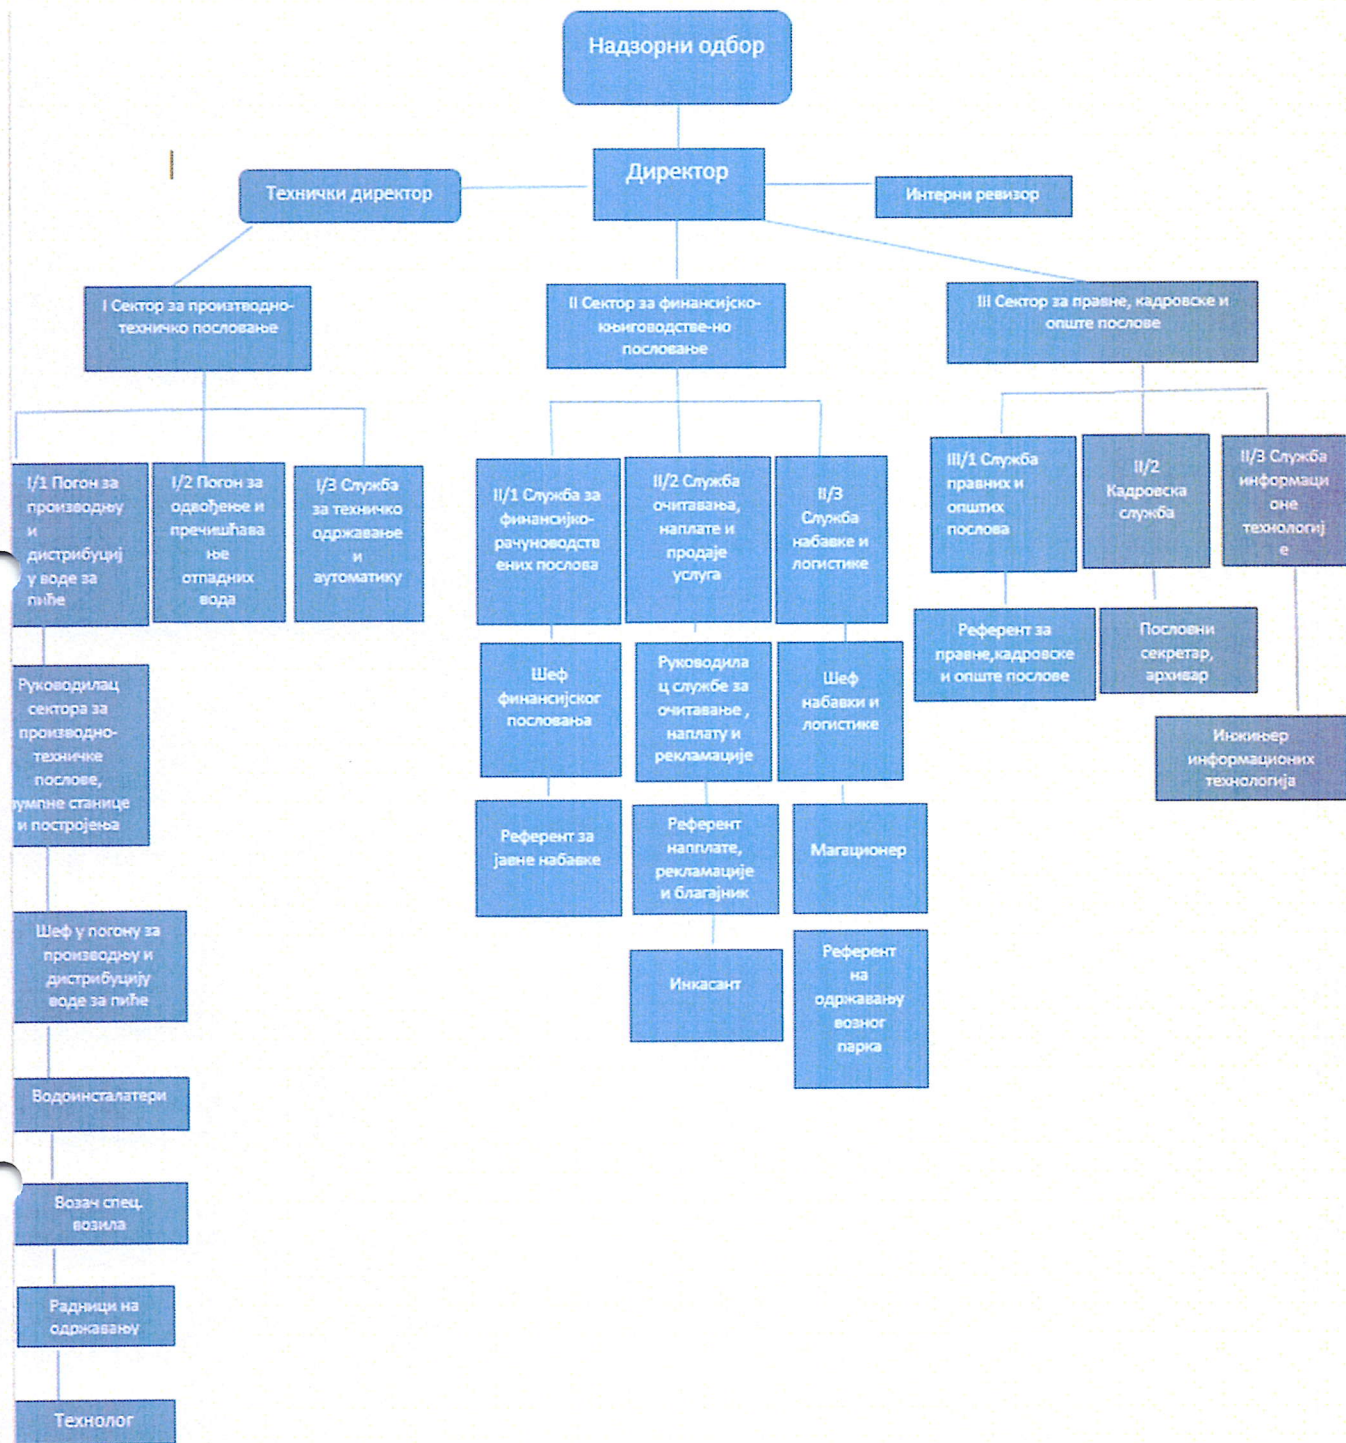 Надзорни одбор
Директор
Технички директор
Интерни ревизор
I Сектор за произтводно-
техничко пословање
II Сектор за финансијско-
књиговодстве-но
пословање
III Сектор за правне, кадровске и
опште послове
I/1 Погон за
производњу
и
дистрибуциј
у воде за
пиће
I/2 Погон за
одвођење и
пречишћава
ње
отпадних
вода
I/3 Служба
за техничко
одржавање
и
аутоматику
II/1 Служба за
финансијко-
рачуноводств
ених послова
II/2 Служба
очитавања,
наплате и
продаје
услуга
II/3
Служба
набавке и
логистике
III/1 Служба
правних и
општих
послова
II/2
Кадровска
служба
II/3 Служба
информаци
оне
технологиј
е
Руководилац
сектора за
производно-
техничке
послове,
станице
и постројења
Шеф
финансијског
пословања
Руководила
ц службе за
очитавање ,
наплату и
рекламације
Шеф
набавки и
логистике
Референт за
правне,кадровске
и опште послове
Пословни
секретар,
архивар
Инжињер
информационих
технологија
Референт за
јавне набавке
Референт
напплате,
рекламације
и благајник
Магационер
Шеф у погону за
производњу и
дистрибуцију
воде за пиће
Инкасант
Референт
на
одржавању
возног
парка
Водоинсталатери
Возач спец.
возила
Радници на
одржавању
Технолог